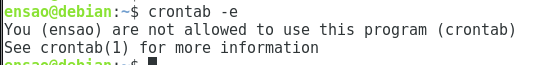 ensao@debian:~$ crontab -e
You (ensao) are not allowed to use this program (crontab)
See crontab(1) for more information
ensao@debian:~$